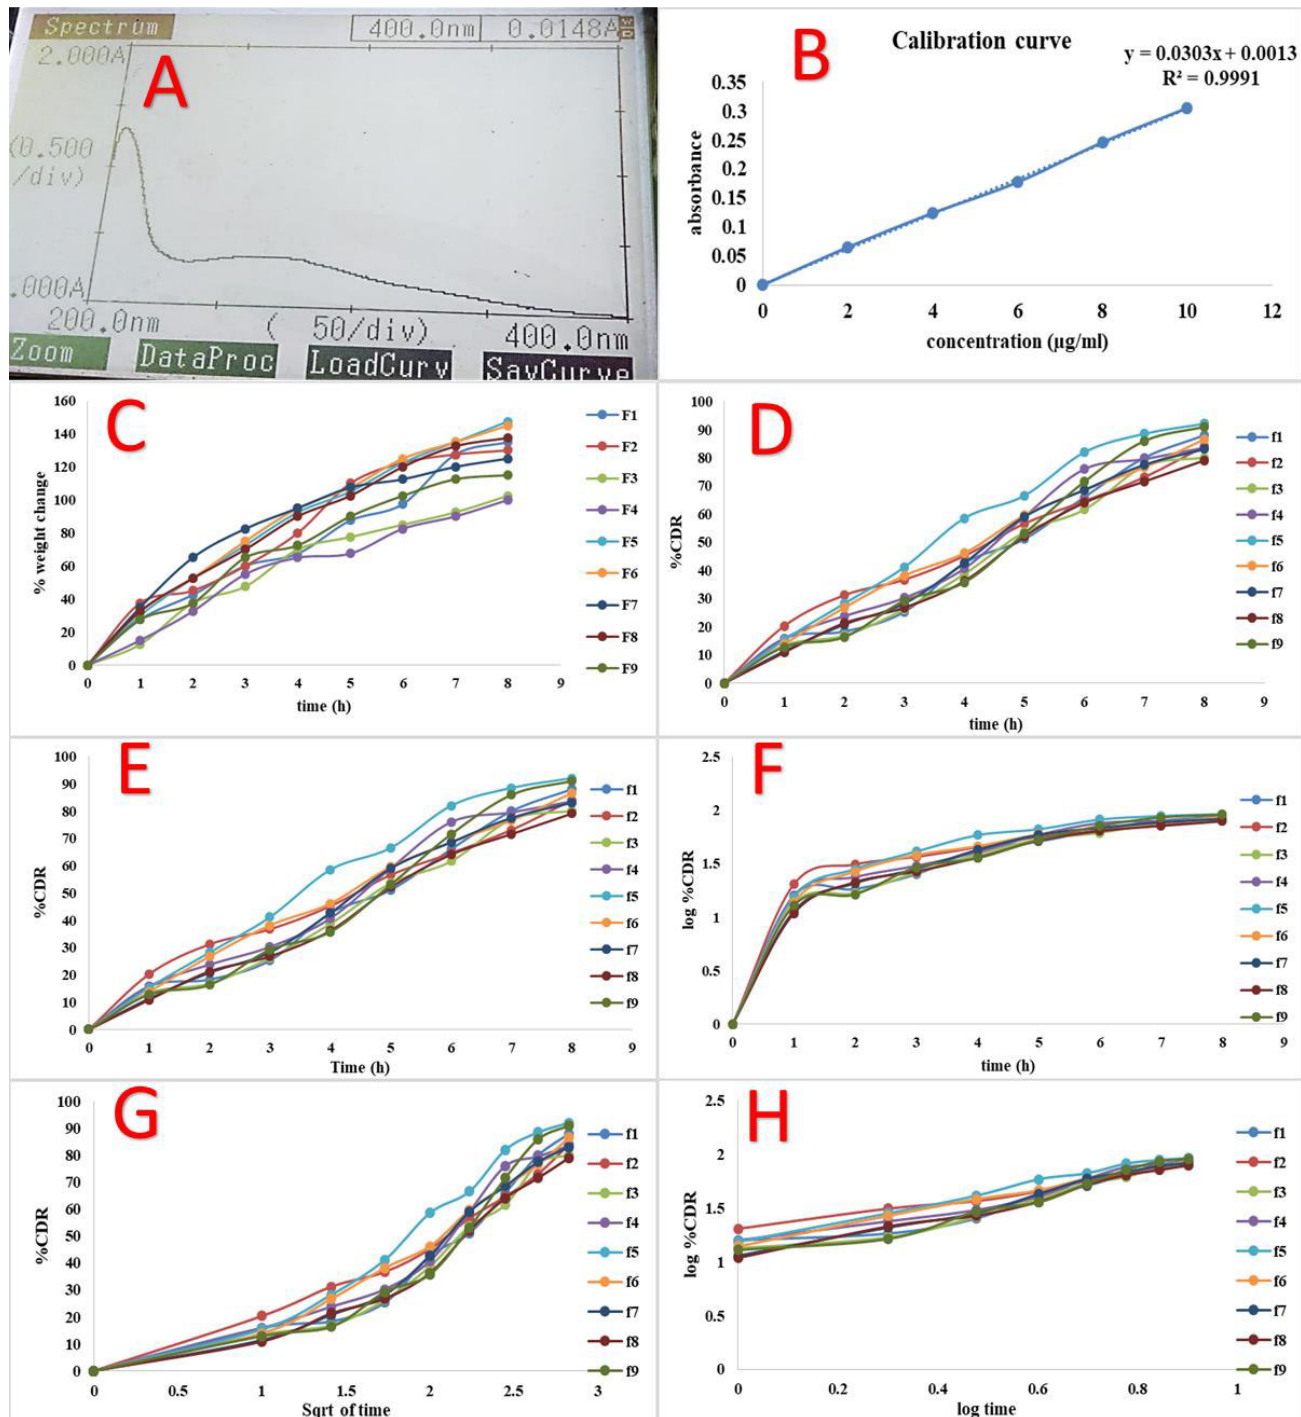 Spectrum
400.0nm 0.0148A
2.000A
A
(0.500
/div)
.000A
200.0nm ( 50/div) 400.0nm
Zoom DataProc LoadCurv SavCurve
B
Calibration curve
y = 0.0303x + 0.0013
R² = 0.9991
0.35
0.3
0.25
0.2
0.15
0.1
0.05
0
absorbance
0 2 4 6 8 10 12
concentration (µg/ml)
C
160
140
120
100
80
60
40
20
0
% weight change
0 1 2 3 4 5 6 7 8 9
time (h)
F1
F2
F3
F4
F5
F6
F7
F8
F9
D
100
90
80
70
60
50
40
30
20
10
0
%CDR
0 1 2 3 4 5 6 7 8 9
time (h)
f1
f2
f3
f4
f5
f6
f7
f8
f9
E
100
90
80
70
60
50
40
30
20
10
0
%CDR
0 1 2 3 4 5 6 7 8 9
Time (h)
f1
f2
f3
f4
f5
f6
f7
f8
f9
F
2.5
2
1.5
1
0.5
0
log %CDR
0 1 2 3 4 5 6 7 8 9
time (h)
f1
f2
f3
f4
f5
f6
f7
f8
f9
G
100
90
80
70
60
50
40
30
20
10
0
%CDR
0 0.5 1 1.5 2 2.5 3
Sqrt of time
f1
f2
f3
f4
f5
f6
f7
f8
f9
H
2.5
2
1.5
1
0.5
0
log %CDR
0 0.2 0.4 0.6 0.8 1
log time
f1
f2
f3
f4
f5
f6
f7
f8
f9